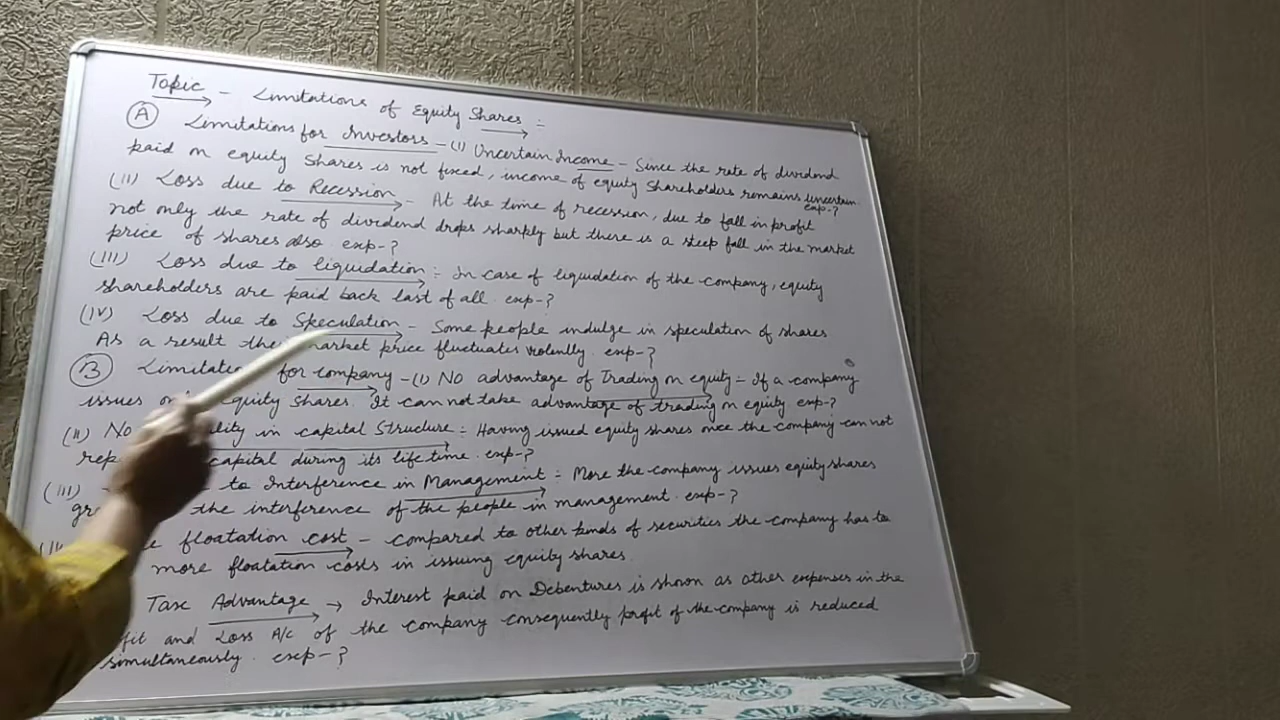 Topic - Limitations of Equity Shares :-
(A) Limitations for Investors - (i) Uncertain Income - Since the rate of dividend
paid on equity shares is not fixed, income of equity shareholders remains uncertain. exp-?
(ii) Loss due to Recession - At the time of recession, due to fall in profit
not only the rate of dividend drops sharply but there is a steep fall in the market
price of shares also. exp-?
(iii) Loss due to liquidation :- In case of liquidation of the company, equity
shareholders are paid back last of all. exp-?
(iv) Loss due to Speculation - Some people indulge in speculation of shares
As a result their market price fluctuates violently. exp-?
(B) for company - (i) No advantage of Trading on equity :- If a company
issues equity shares. It can not take advantage of trading on equity exp-?
(ii) No in capital Structure :- Having issued equity shares once the company can not
capital during its life time. exp-?
(iii) to Interference in Management :- More the company issues equity shares
the interference of the people in management. exp-?
floatation cost - compared to other kinds of securities the company has to
more floatation costs in issuing equity shares.
Tax Advantage → Interest paid on Debentures is shown as other expenses in the
and Loss A/c of the company consequently profit of the company is reduced
simultaneously. exp-?